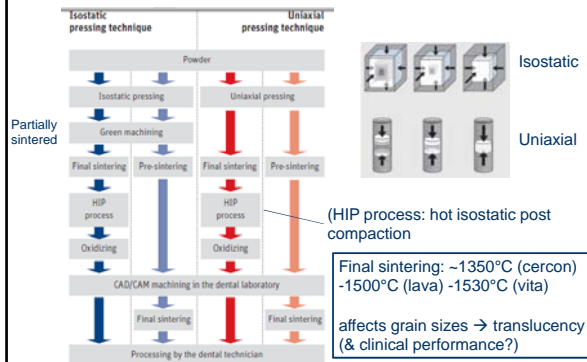 Isostatic
pressing technique
Uniaxial
pressing technique
Powder
Isostatic pressing
Uniaxial pressing
Green machining
Final sintering
Pre-sintering
Final sintering
Pre-sintering
HIP
process
HIP
process
Oxidizing
Oxidizing
CAD/CAM machining in the dental laboratory
Final sintering
Final sintering
Processing by the dental technician
Partially
sintered
Isostatic
Uniaxial
(HIP process: hot isostatic post
compaction
Final sintering: ~1350°C (cercon)
-1500°C (lava) -1530°C (vita)
affects grain sizes → translucency
(& clinical performance?)